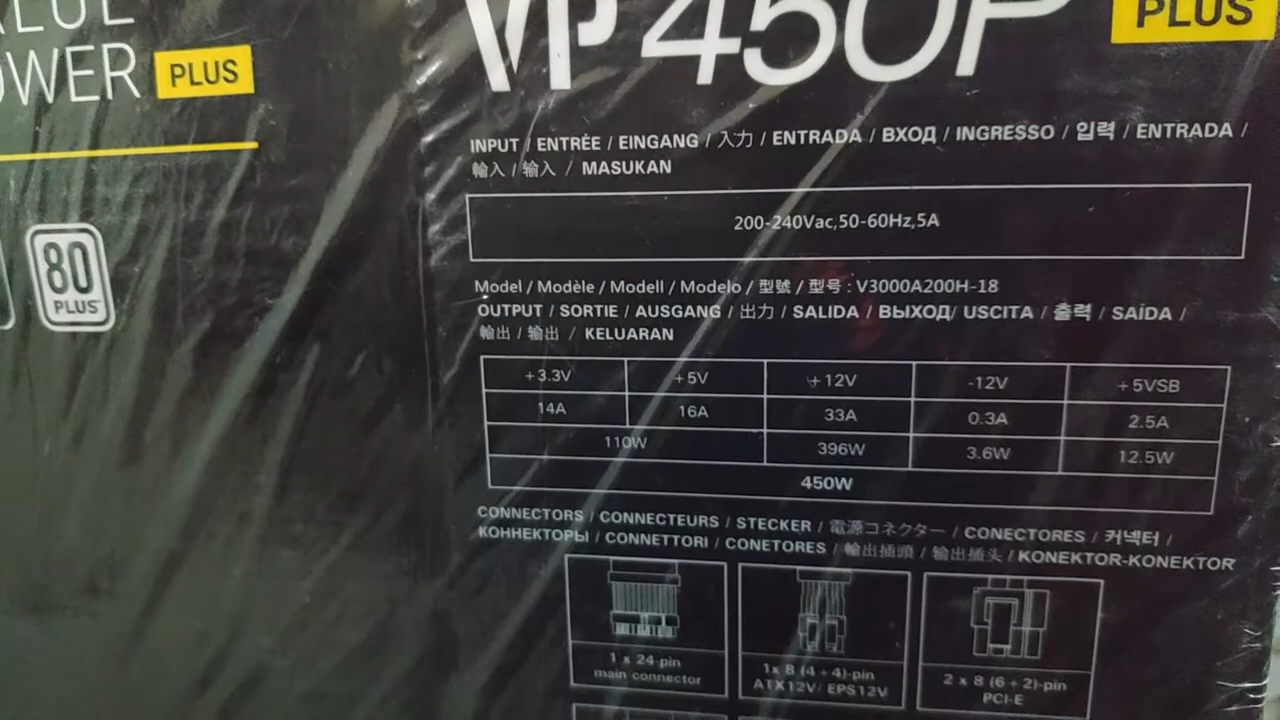 ALUE
OWER PLUS
80
PLUS
VP450P PLUS
INPUT / ENTRÉE / EINGANG / 入力 / ENTRADA / ВХОД / INGRESSO / 입력 / ENTRADA /
輸入 / 输入 / MASUKAN
200-240Vac,50-60Hz,5A
Model / Modèle / Modell / Modelo / 型號 / 型号 : V3000A200H-18
OUTPUT / SORTIE / AUSGANG / 出力 / SALIDA / ВЫХОД/ USCITA / 출력 / SAÍDA /
輸出 / 输出 / KELUARAN
+3.3V +5V +12V -12V +5VSB
14A 16A 33A 0.3A 2.5A
110W 396W 3.6W 12.5W
450W
CONNECTORS / CONNECTEURS / STECKER / 電源コネクター / CONECTORES / 커넥터 /
КОННЕКТОРЫ / CONNETTORI / CONETORES / 輸出插頭 / 输出插头 / KONEKTOR-KONEKTOR
1 x 24-pin
main connector
1x 8 (4+4)-pin
ATX12V/ EPS12V
2 x 8 (6+2)-pin
PCI-E